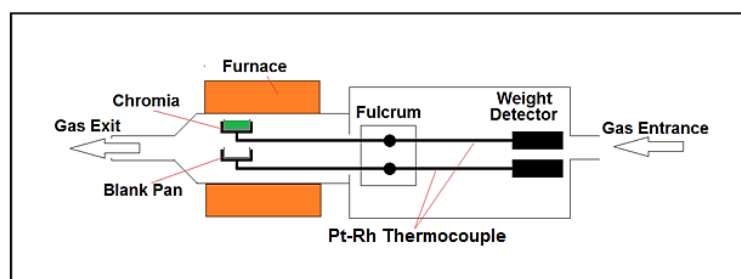 Furnace
Chromia
Gas Exit
Blank Pan
Fulcrum
Weight
Detector
Gas Entrance
Pt-Rh Thermocouple